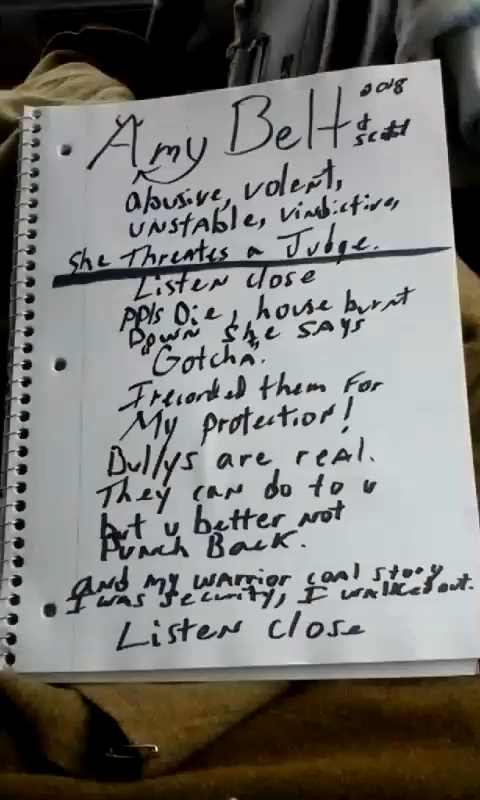 2018
Amy Belt
& Scott
abusive, volent,
unstable, vindictive,
She Threates a Judge.
Listen close
PPls Die, house burnt
Down she says
Gotcha.
I recorded them For
My protection!
Bullys are real.
They can do to u
but u better not
Punch Back.
and my warrior coal story
I was security, I walked out.
Listen close